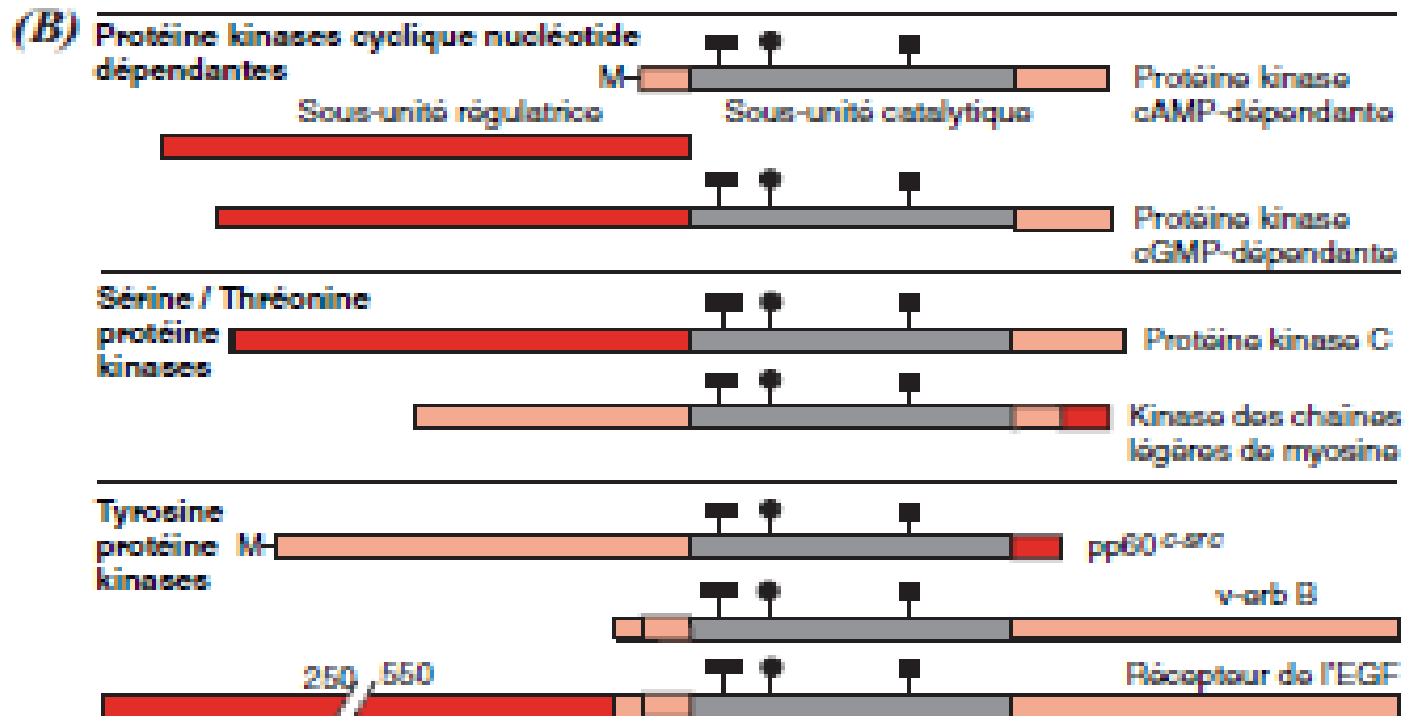 (B) Protéine kinases cyclique nucléotide
dépendantes
M
Protéine kinase
cAMP-dépendante
Sous-unité régulatrice
Sous-unité catalytique
Protéine kinase
cGMP-dépendante
Sérine / Thréonine
protéine
kinases
Protéine kinase C
Kinase des chaînes
légères de myosine
Tyrosine
protéine
kinases
M
pp60 c-src
v-erb B
250
550
Récepteur de l'EGF